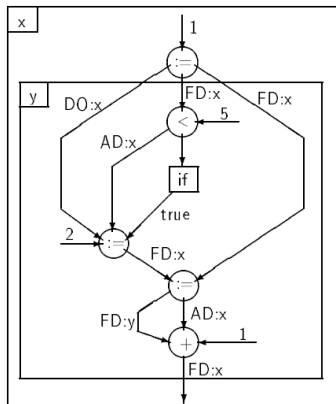 x
1
:=
y
DO:x
FD:x
FD:x
<
5
AD:x
if
true
2
:=
FD:x
:=
FD:y
AD:x
+
1
FD:x